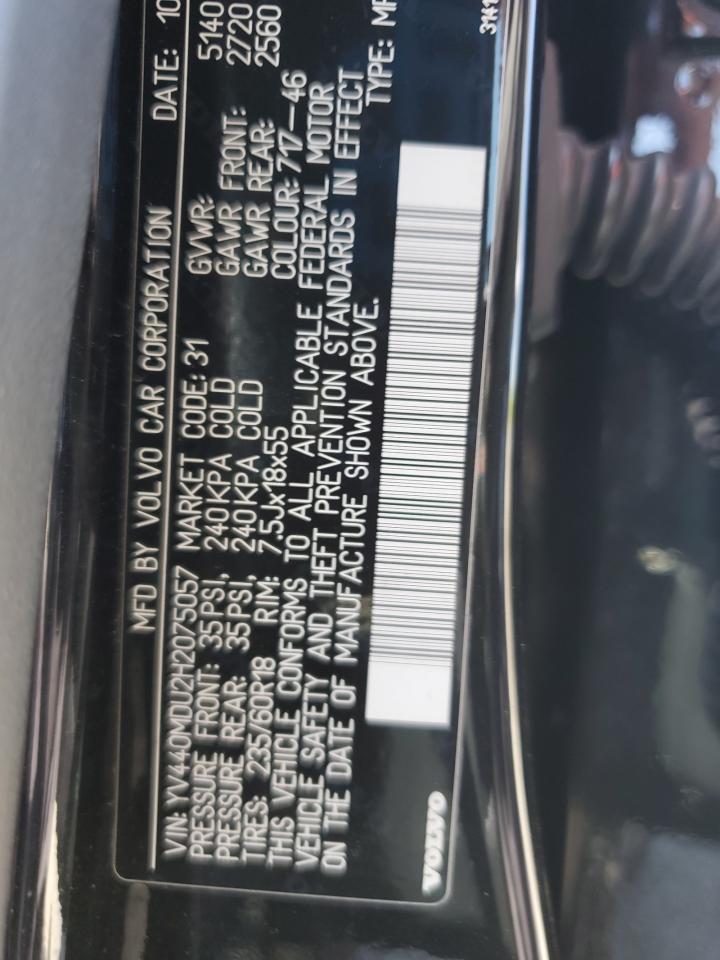 MFD BY VOLVO CAR CORPORATION DATE: 10
VIN: YV440MDU2H2075057 MARKET CODE: 31 GVWR: 5140
PRESSURE FRONT: 35PSI, 240KPA COLD GAWR FRONT: 2720
PRESSURE REAR: 35PSI, 240KPA COLD GAWR REAR: 2560
TIRES: 235/60R18 RIM: 7.5Jx18x55 COLOUR: 717-46
THIS VEHICLE CONFORMS TO ALL APPLICABLE FEDERAL MOTOR
VEHICLE SAFETY AND THEFT PREVENTION STANDARDS IN EFFECT
ON THE DATE OF MANUFACTURE SHOWN ABOVE. TYPE:
VOLVO